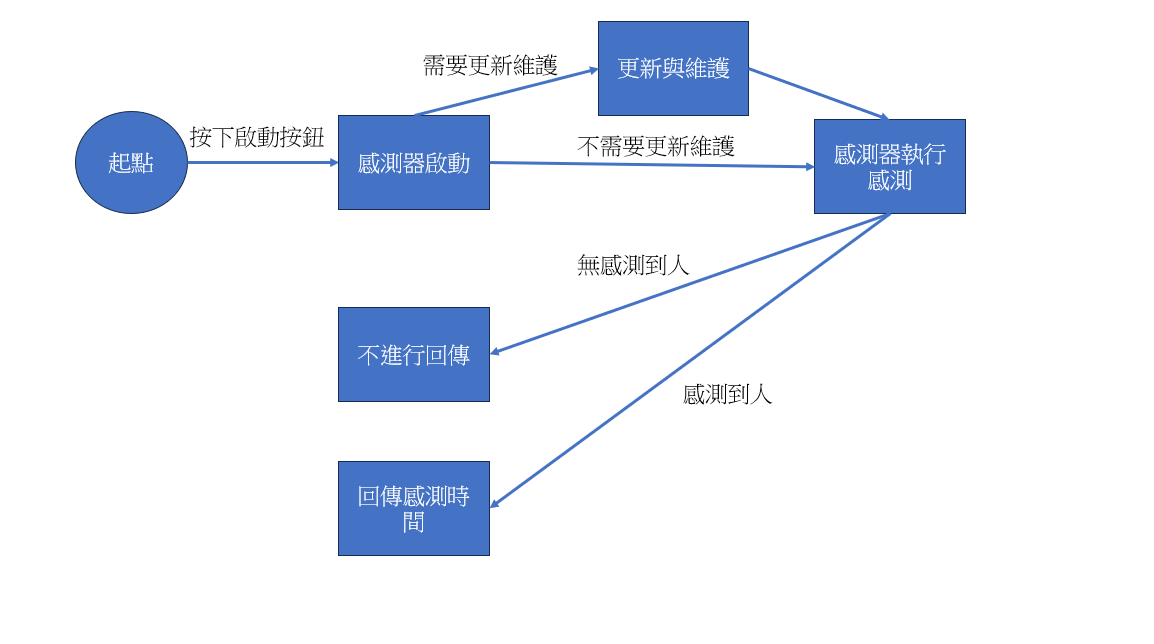 需要更新維護
更新與維護
起點
按下啟動按鈕
感測器啟動
不需要更新維護
感測器執行
感測
無感測到人
不進行回傳
感測到人
回傳感測時
間